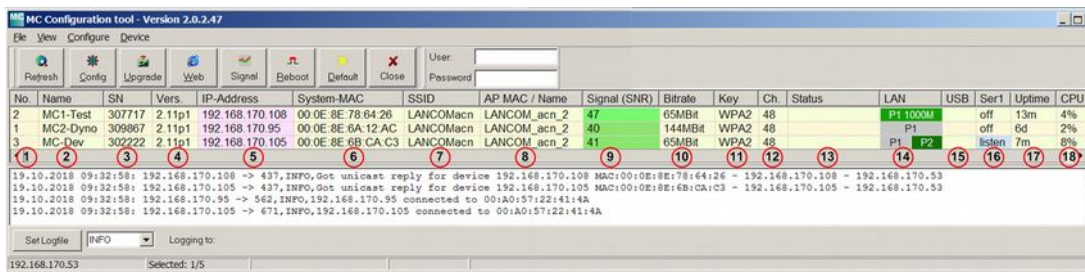 MC MC Configuration tool - Version 2.0.2.47
File View Configure Device
Refresh Config Upgrade Web Signal Reboot Default Close User: Password
No. Name SN Vers. IP-Address System-MAC SSID AP MAC / Name Signal (SNR) Bitrate Key Ch. Status LAN USB Ser1 Uptime CPU
2 MC1-Test 307717 2.11p1 192.168.170.108 00:0E:8E:78:64:26 LANCOMacn LANCOM_acn_2 47 65MBit WPA2 48 P1 1000M off 13m 4%
1 MC2-Dyno 309867 2.11p1 192.168.170.95 00:0E:8E:6A:12:AC LANCOMacn LANCOM_acn_2 40 144MBit WPA2 48 P1 off 6d 2%
3 MC-Dev 302222 2.11p1 192.168.170.105 00:0E:8E:6B:CA:C3 LANCOMacn LANCOM_acn_2 41 65MBit WPA2 48 P1 P2 listen 7m 8%
1 2 3 4 5 6 7 8 9 10 11 12 13 14 15 16 17 18
19.10.2018 09:32:58: 192.168.170.108 -> 437,INFO,Got unicast reply for device 192.168.170.108 MAC:00:0E:8E:78:64:26 - 192.168.170.108 - 192.168.170.53
19.10.2018 09:32:58: 192.168.170.105 -> 437,INFO,Got unicast reply for device 192.168.170.105 MAC:00:0E:8E:6B:CA:C3 - 192.168.170.105 - 192.168.170.53
19.10.2018 09:32:58: 192.168.170.95 -> 562,INFO,192.168.170.95 connected to 00:A0:57:22:41:4A
19.10.2018 09:32:58: 192.168.170.105 -> 671,INFO,192.168.170.105 connected to 00:A0:57:22:41:4A
Set Logfile INFO Logging to:
192.168.170.53 Selected: 1/5